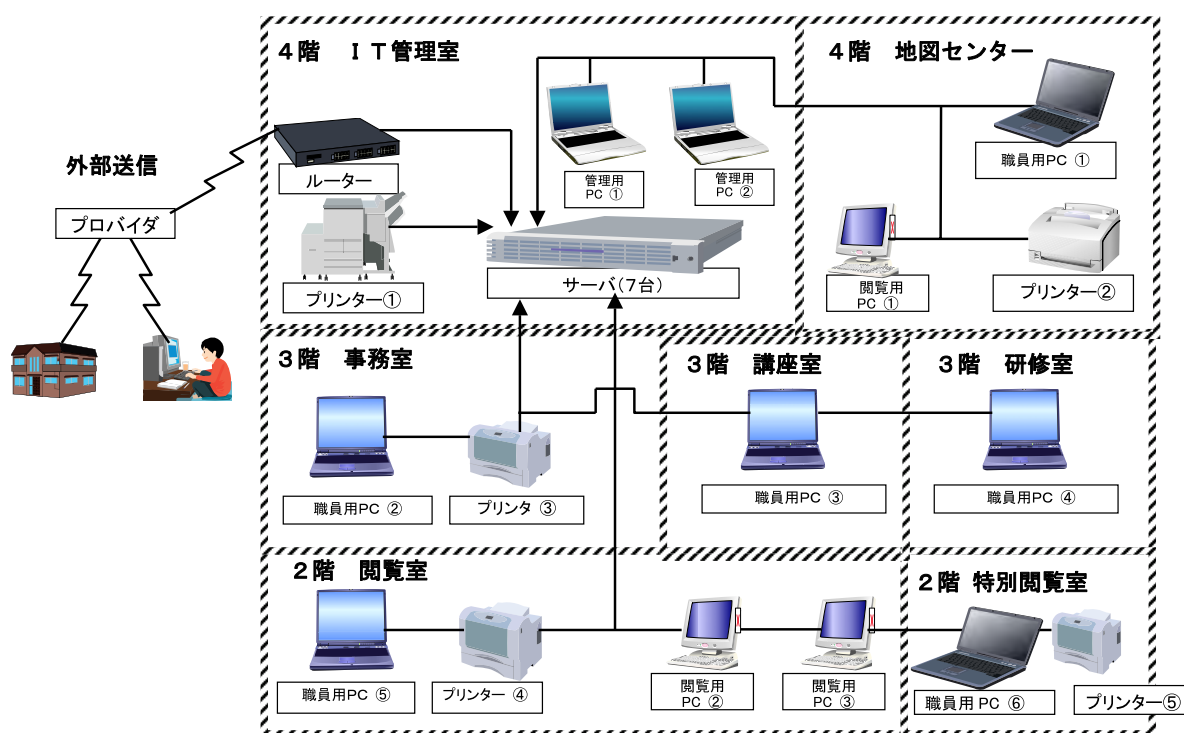 4階 IT管理室
4階 地図センター
外部送信
プロバイダ
ルーター
プリンター①
管理用
PC ①
管理用
PC ②
サーバ(7台)
職員用PC ①
閲覧用
PC ①
プリンター②
3階 事務室
職員用PC ②
プリンタ ③
3階 講座室
職員用PC ③
3階 研修室
職員用PC ④
2階 閲覧室
職員用PC ⑤
プリンター ④
閲覧用
PC ②
閲覧用
PC ③
2階 特別閲覧室
職員用 PC ⑥
プリンター⑤